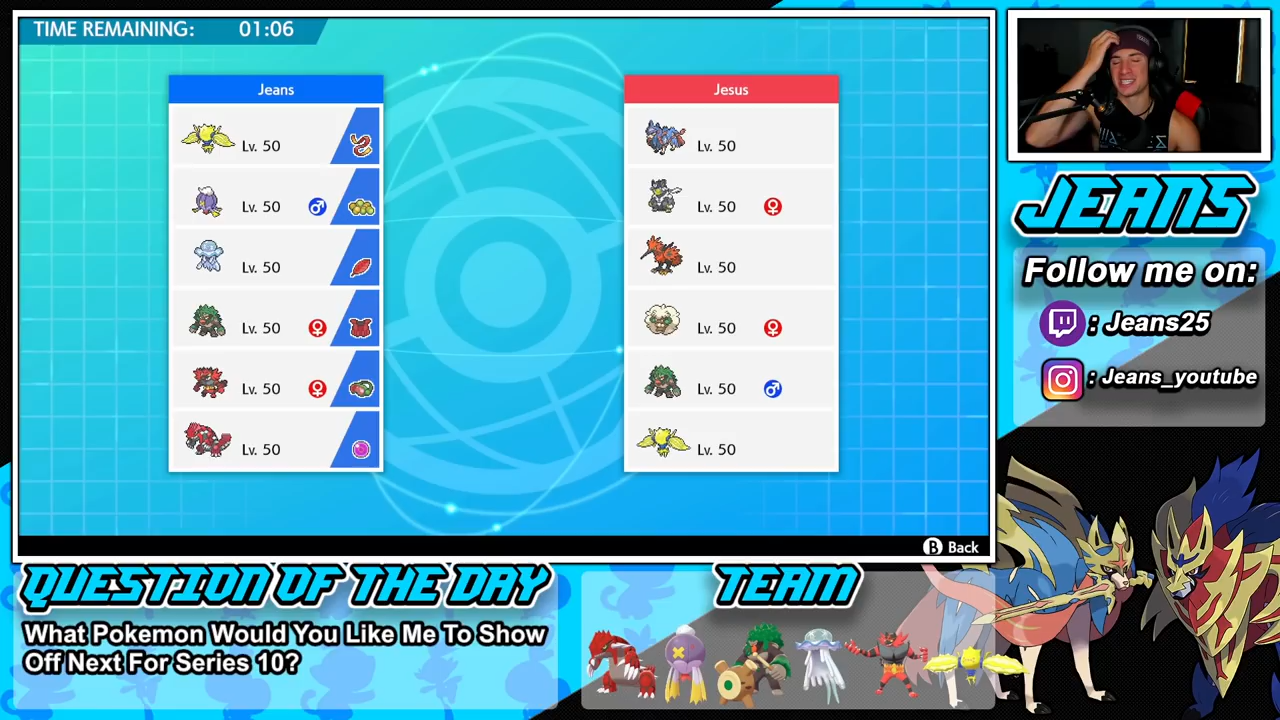 TIME REMAINING: 01:06
Jeans
Lv. 50
Lv. 50
Lv. 50
Lv. 50
Lv. 50
Lv. 50
Jesus
Lv. 50
Lv. 50
Lv. 50
Lv. 50
Lv. 50
Lv. 50
B Back
JEANS
Follow me on:
: Jeans25
: Jeans_youtube
QUESTION OF THE DAY
What Pokemon Would You Like Me To Show
Off Next For Series 10?
TEAM